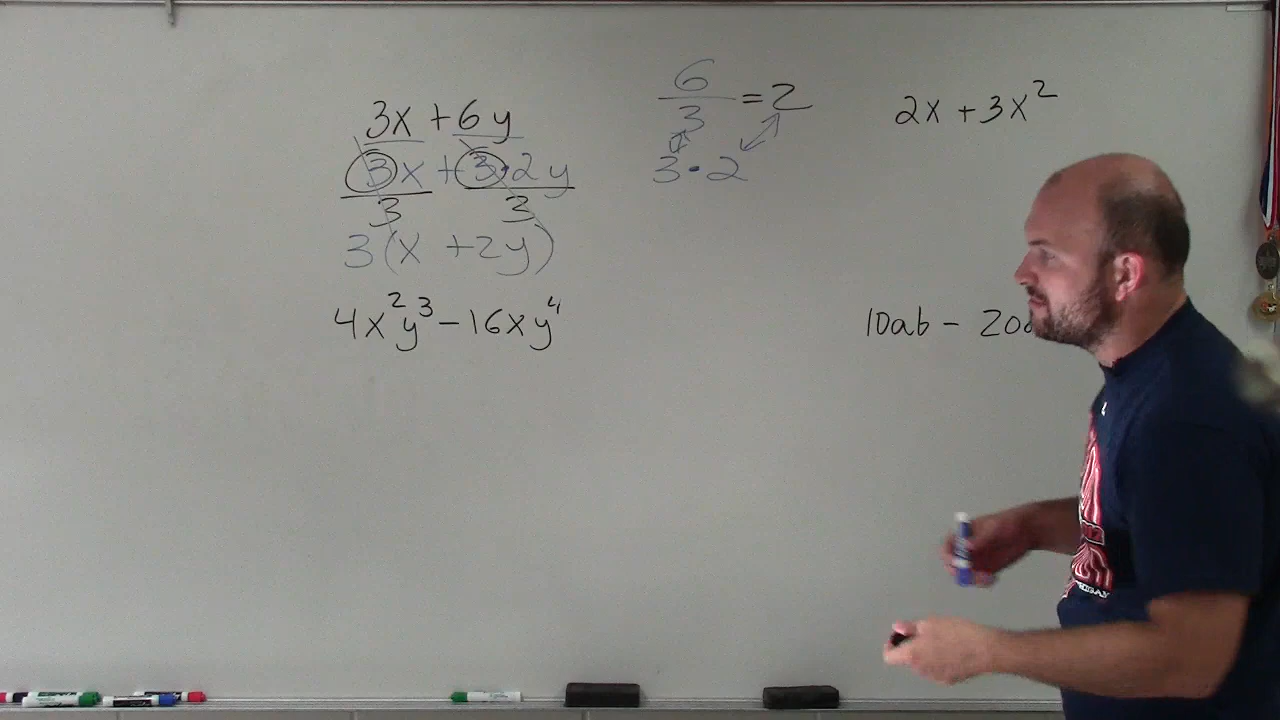 3x + 6y
3x + 3·2y
3 3
3(x + 2y)
4x²y³ - 16xy⁴
6
3
= 2
3 · 2
2x + 3x²
10ab - 20